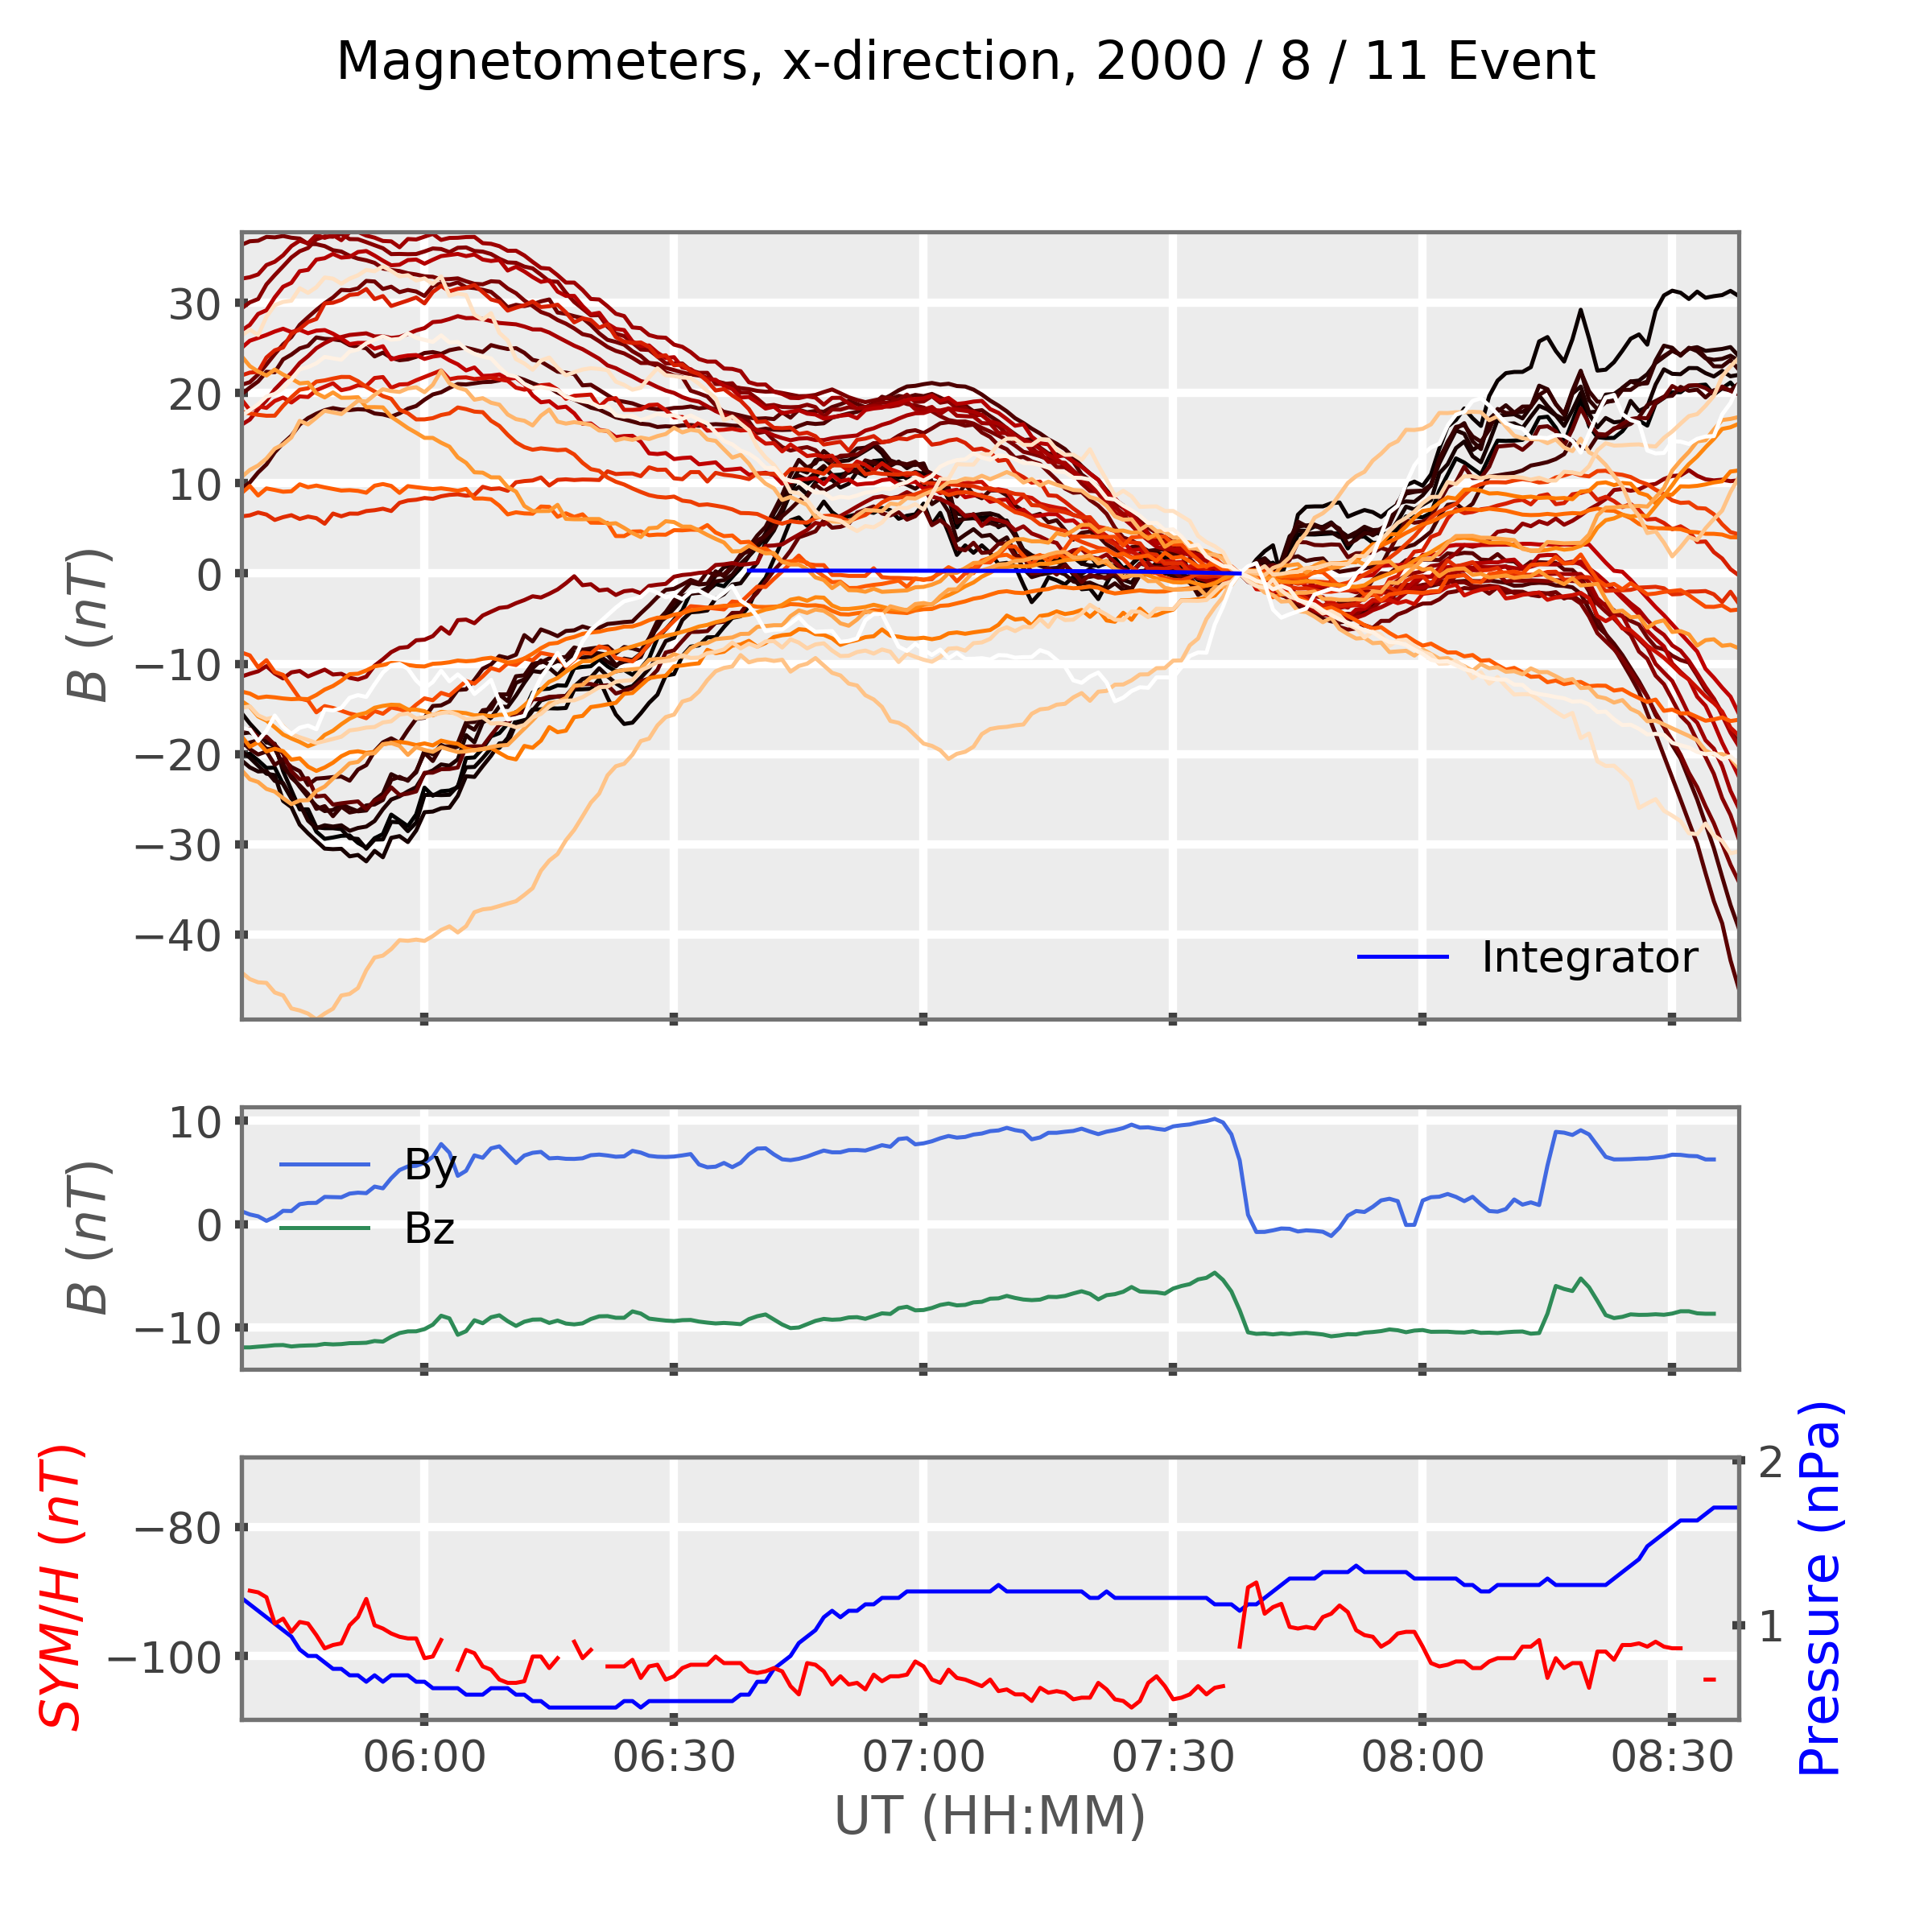 Magnetometers, x-direction, 2000 / 8 / 11 Event
30
20
10
0
−10
−20
−30
−40
B (nT)
Integrator
10
0
−10
B (nT)
By
Bz
−80
−100
SYM/H (nT)
2
1
Pressure (nPa)
06:00 06:30 07:00 07:30 08:00 08:30
UT (HH:MM)